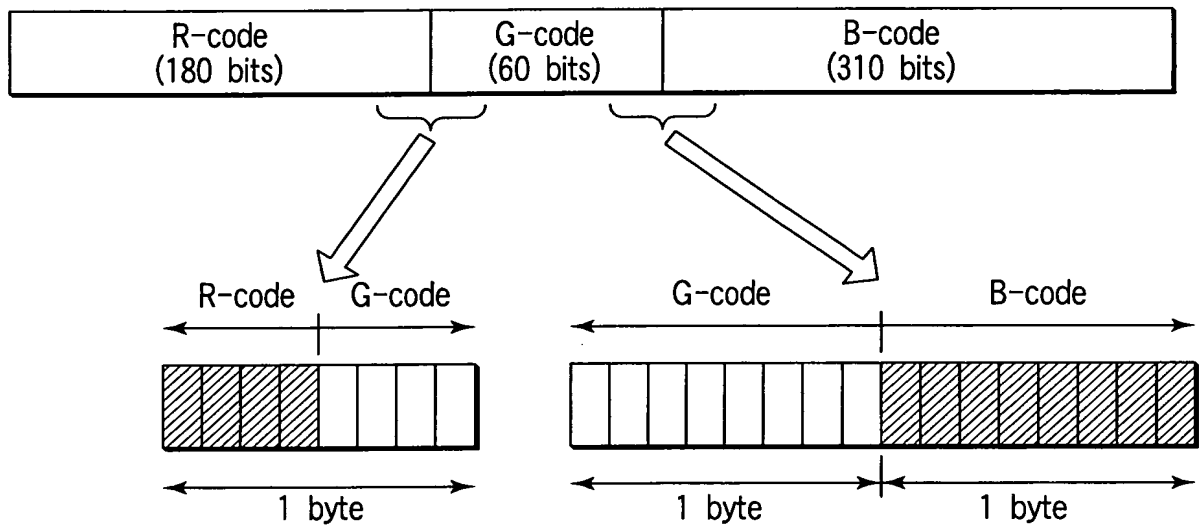 R-code
(180 bits)
G-code
(60 bits)
B-code
(310 bits)
R-code
G-code
G-code
B-code
1 byte
1 byte
1 byte